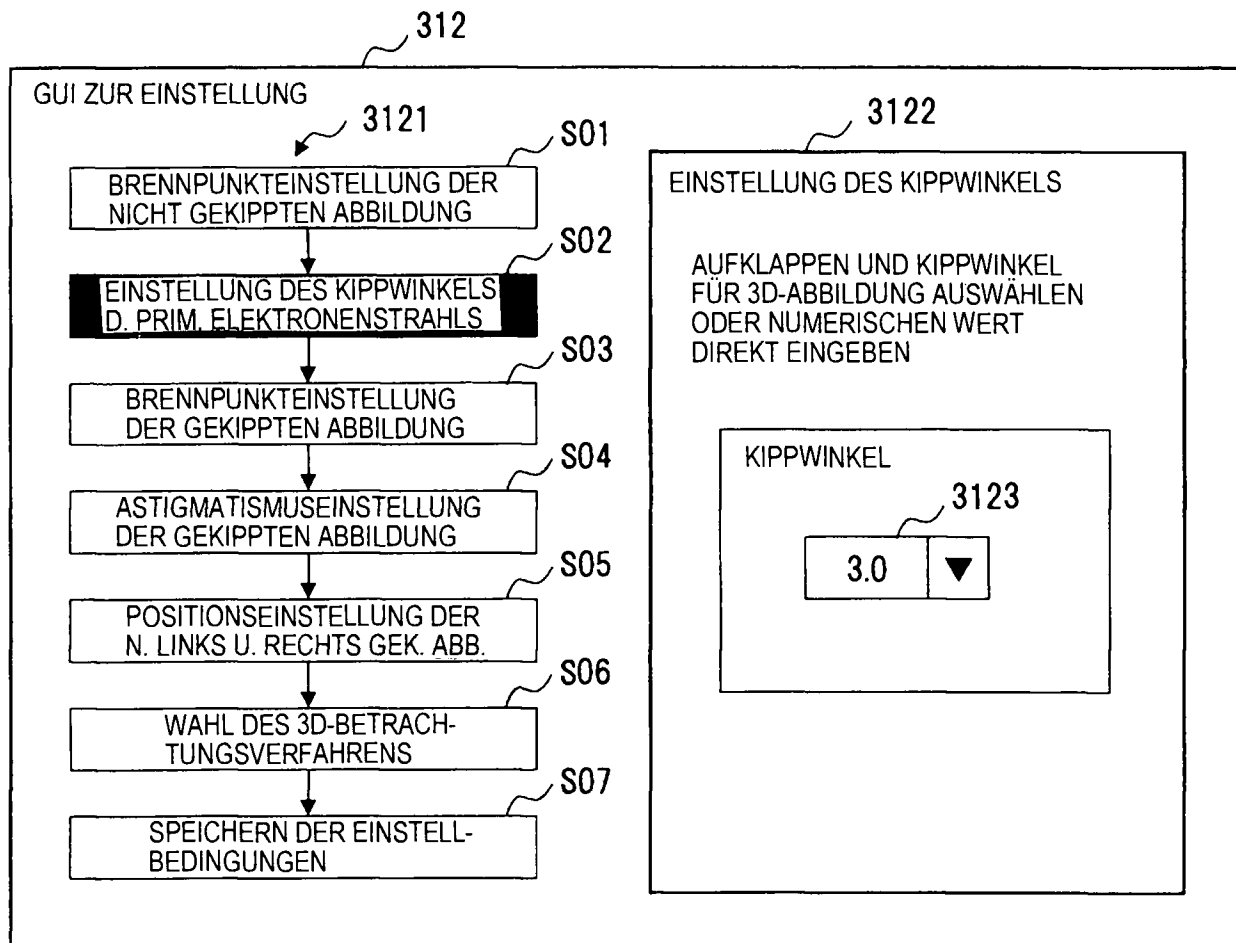 312
GUI ZUR EINSTELLUNG
3121
S01
BRENNPUNKTEINSTELLUNG DER
NICHT GEKIPPTEN ABBILDUNG
S02
EINSTELLUNG DES KIPPWINKELS
D. PRIM. ELEKTRONENSTRAHLS
S03
BRENNPUNKTEINSTELLUNG
DER GEKIPPTEN ABBILDUNG
S04
ASTIGMATISMUSEINSTELLUNG
DER GEKIPPTEN ABBILDUNG
S05
POSITIONSEINSTELLUNG DER
N. LINKS U. RECHTS GEK. ABB.
S06
WAHL DES 3D-BETRACH-
TUNGSVERFAHRENS
S07
SPEICHERN DER EINSTELL-
BEDINGUNGEN
3122
EINSTELLUNG DES KIPPWINKELS
AUFKLAPPEN UND KIPPWINKEL
FÜR 3D-ABBILDUNG AUSWÄHLEN
ODER NUMERISCHEN WERT
DIREKT EINGEBEN
KIPPWINKEL
3123
3.0